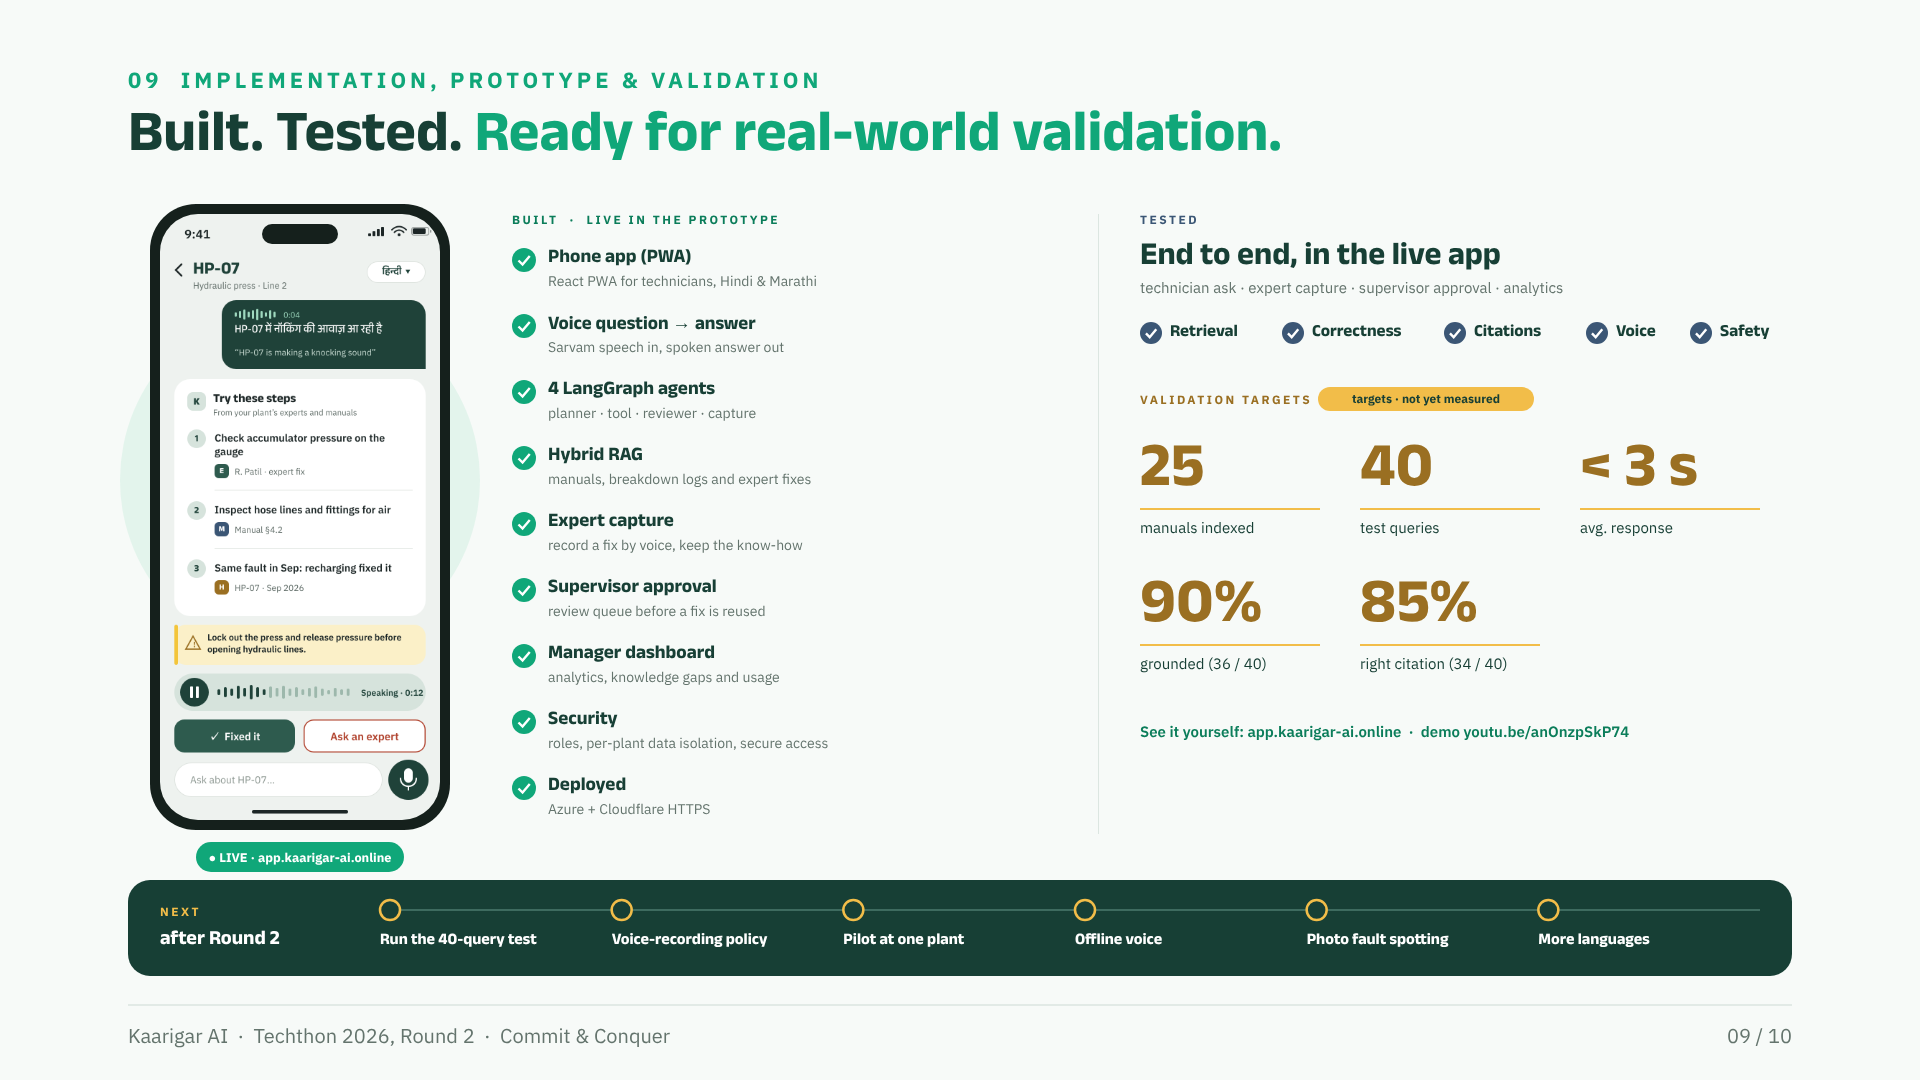 09 IMPLEMENTATION, PROTOTYPE & VALIDATION
Built. Tested. Ready for real-world validation.
9:41
HP-07
Hydraulic press · Line 2
हिन्दी ▾
0:04
HP-07 में नॉकिंग की आवाज़ आ रही है
"HP-07 is making a knocking sound"
K
Try these steps
From your plant's experts and manuals
1
Check accumulator pressure on the
gauge
E
R. Patil · expert fix
2
Inspect hose lines and fittings for air
M
Manual §4.2
3
Same fault in Sep: recharging fixed it
H
HP-07 · Sep 2026
Lock out the press and release pressure before
opening hydraulic lines.
Speaking · 0:12
✓ Fixed it
Ask an expert
Ask about HP-07...
● LIVE · app.kaarigar-ai.online
BUILT · LIVE IN THE PROTOTYPE
Phone app (PWA)
React PWA for technicians, Hindi & Marathi
Voice question → answer
Sarvam speech in, spoken answer out
4 LangGraph agents
planner · tool · reviewer · capture
Hybrid RAG
manuals, breakdown logs and expert fixes
Expert capture
record a fix by voice, keep the know-how
Supervisor approval
review queue before a fix is reused
Manager dashboard
analytics, knowledge gaps and usage
Security
roles, per-plant data isolation, secure access
Deployed
Azure + Cloudflare HTTPS
TESTED
End to end, in the live app
technician ask · expert capture · supervisor approval · analytics
Retrieval Correctness Citations Voice Safety
VALIDATION TARGETS targets · not yet measured
25
manuals indexed
40
test queries
< 3 s
avg. response
90%
grounded (36 / 40)
85%
right citation (34 / 40)
See it yourself: app.kaarigar-ai.online · demo youtu.be/anOnzpSkP74
NEXT
after Round 2
Run the 40-query test
Voice-recording policy
Pilot at one plant
Offline voice
Photo fault spotting
More languages
Kaarigar AI · Techthon 2026, Round 2 · Commit & Conquer
09 / 10